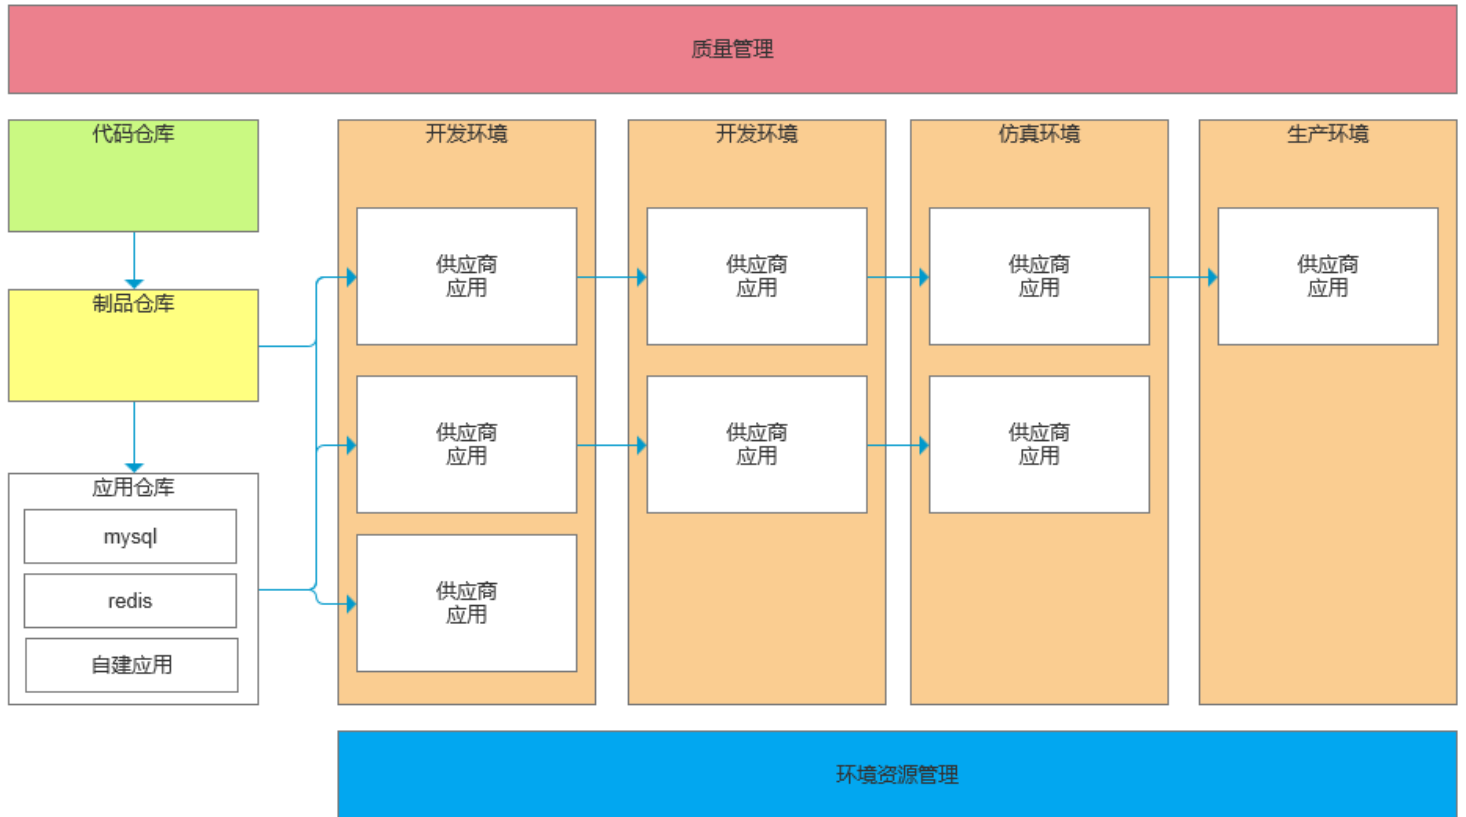 质量管理
代码仓库
制品仓库
应用仓库
mysql
redis
自建应用
开发环境
供应商
应用
供应商
应用
供应商
应用
开发环境
供应商
应用
供应商
应用
仿真环境
供应商
应用
供应商
应用
生产环境
供应商
应用
环境资源管理